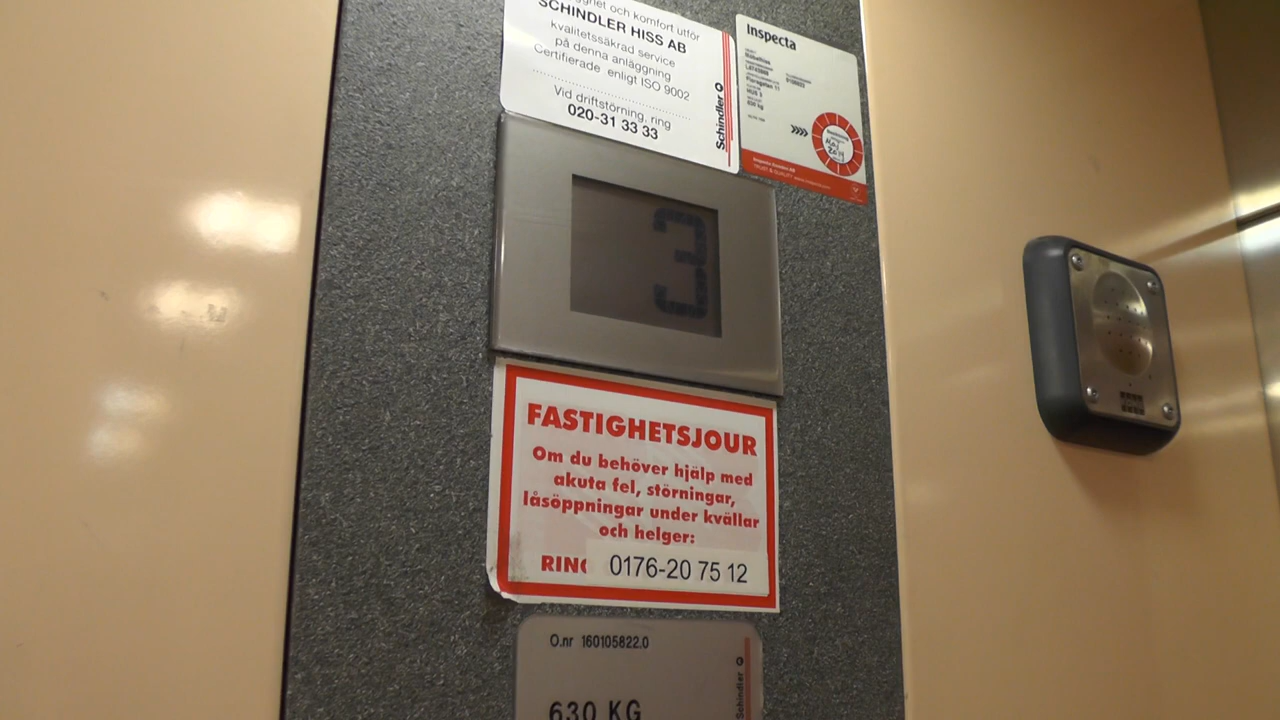 SCHINDLER HISS AB
kvalitetssäkrad service
på denna anläggning
Certifierade enligt ISO 9002
Vid driftstörning, ring
020-31 33 33
Schindler
Inspecta
3
FASTIGHETSJOUR
Om du behöver hjälp med
akuta fel, störningar,
låsöppningar under kvällar
och helger:
RING 0176-20 75 12
O.nr 160105822.0
630 KG
Schindler